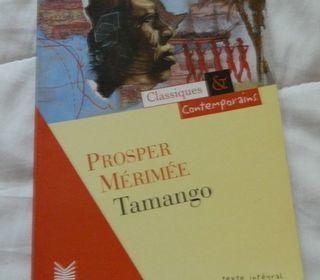 Classiques
&
Contemporains
PROSPER
MÉRIMÉE
Tamango
texte intégral